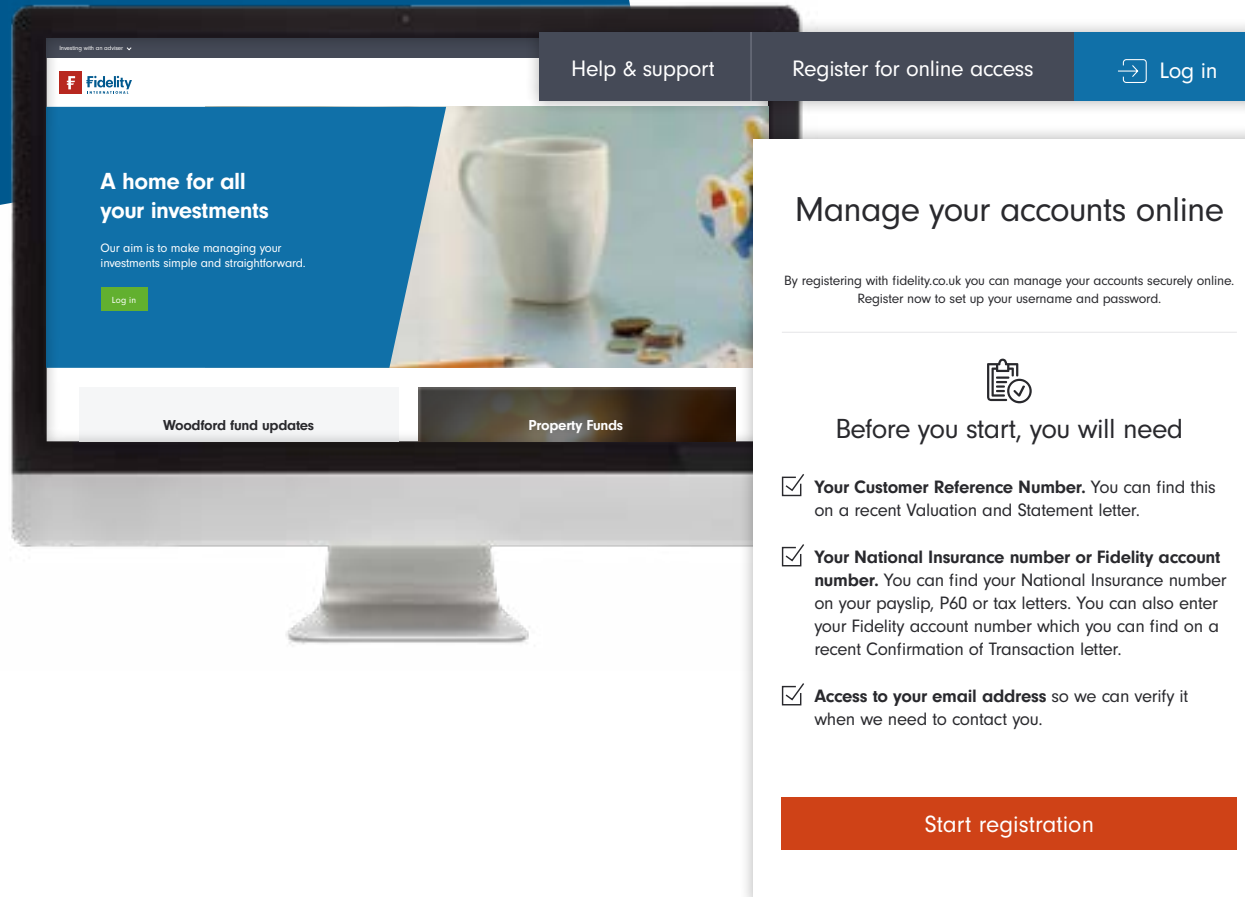 Investing with an adviser
Fidelity
INTERNATIONAL
Help & support
Register for online access
Log in
A home for all
your investments
Our aim is to make managing your
investments simple and straightforward.
Log in
Woodford fund updates
Property Funds
Manage your accounts online
By registering with fidelity.co.uk you can manage your accounts securely online.
Register now to set up your username and password.
Before you start, you will need
Your Customer Reference Number. You can find this
on a recent Valuation and Statement letter.
Your National Insurance number or Fidelity account
number. You can find your National Insurance number
on your payslip, P60 or tax letters. You can also enter
your Fidelity account number which you can find on a
recent Confirmation of Transaction letter.
Access to your email address so we can verify it
when we need to contact you.
Start registration